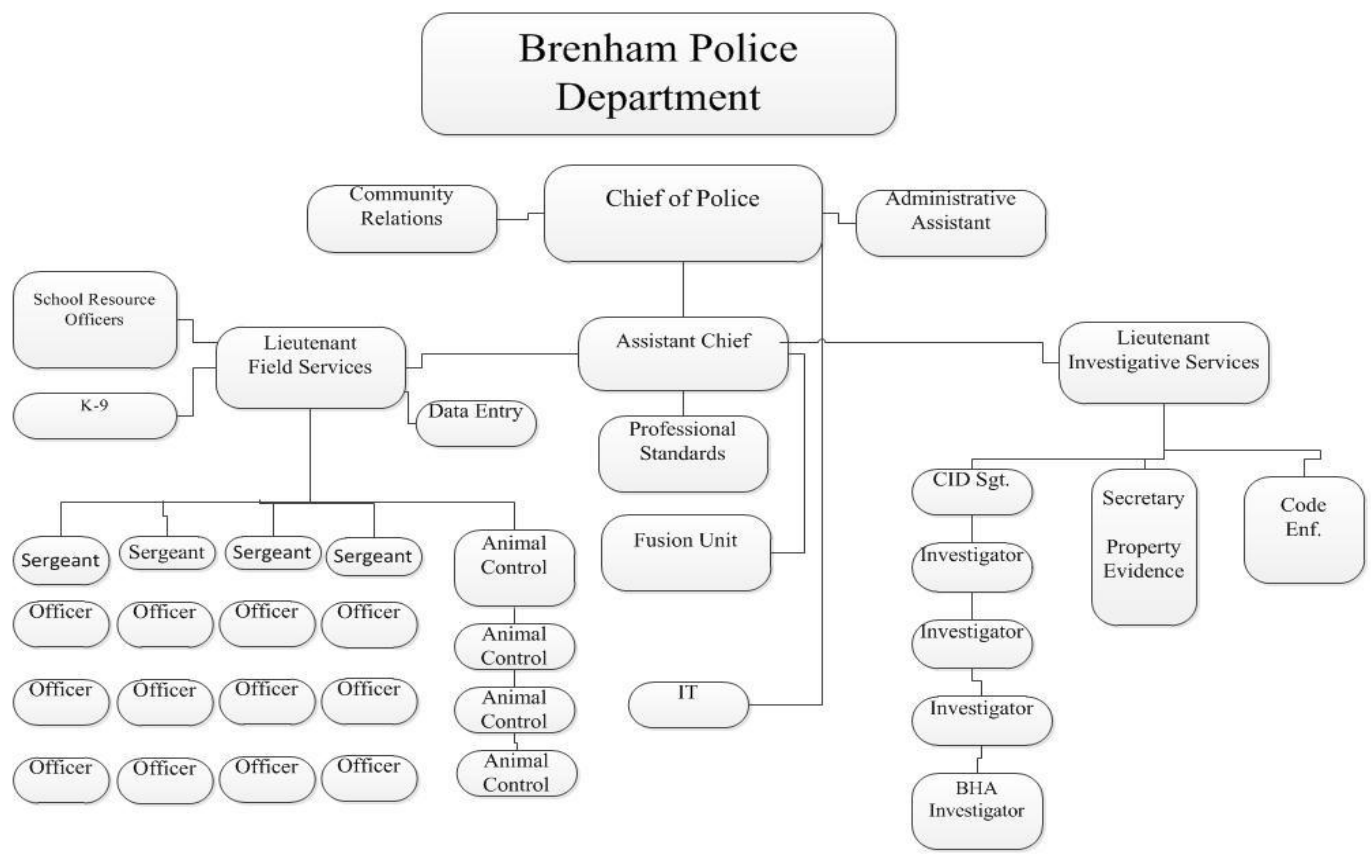 Brenham Police
Department
Community
Relations
Chief of Police
Administrative
Assistant
School Resource
Officers
Lieutenant
Field Services
Assistant Chief
Lieutenant
Investigative Services
K-9
Data Entry
Professional
Standards
CID Sgt.
Secretary
Property
Evidence
Code
Enf.
Sergeant
Sergeant
Sergeant
Sergeant
Animal
Control
Fusion Unit
Investigator
Officer
Officer
Officer
Officer
Animal
Control
Investigator
Officer
Officer
Officer
Officer
Animal
Control
IT
Investigator
Officer
Officer
Officer
Officer
Animal
Control
BHA
Investigator